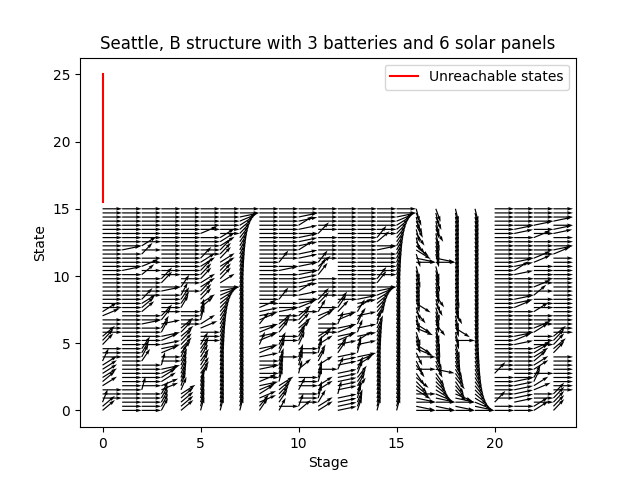 Seattle, B structure with 3 batteries and 6 solar panels
Unreachable states
25
20
15
10
5
0
State
0 5 10 15 20
Stage